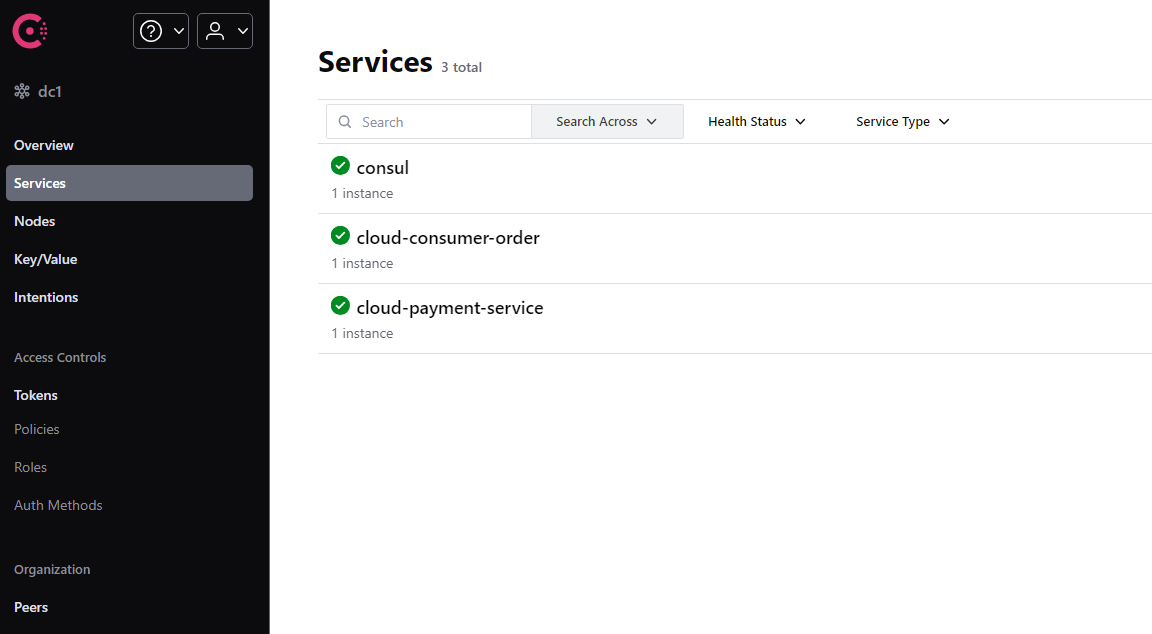 dc1
Overview
Services
Nodes
Key/Value
Intentions
Access Controls
Tokens
Policies
Roles
Auth Methods
Organization
Peers
Services 3 total
Search Search Across Health Status Service Type
consul
1 instance
cloud-consumer-order
1 instance
cloud-payment-service
1 instance